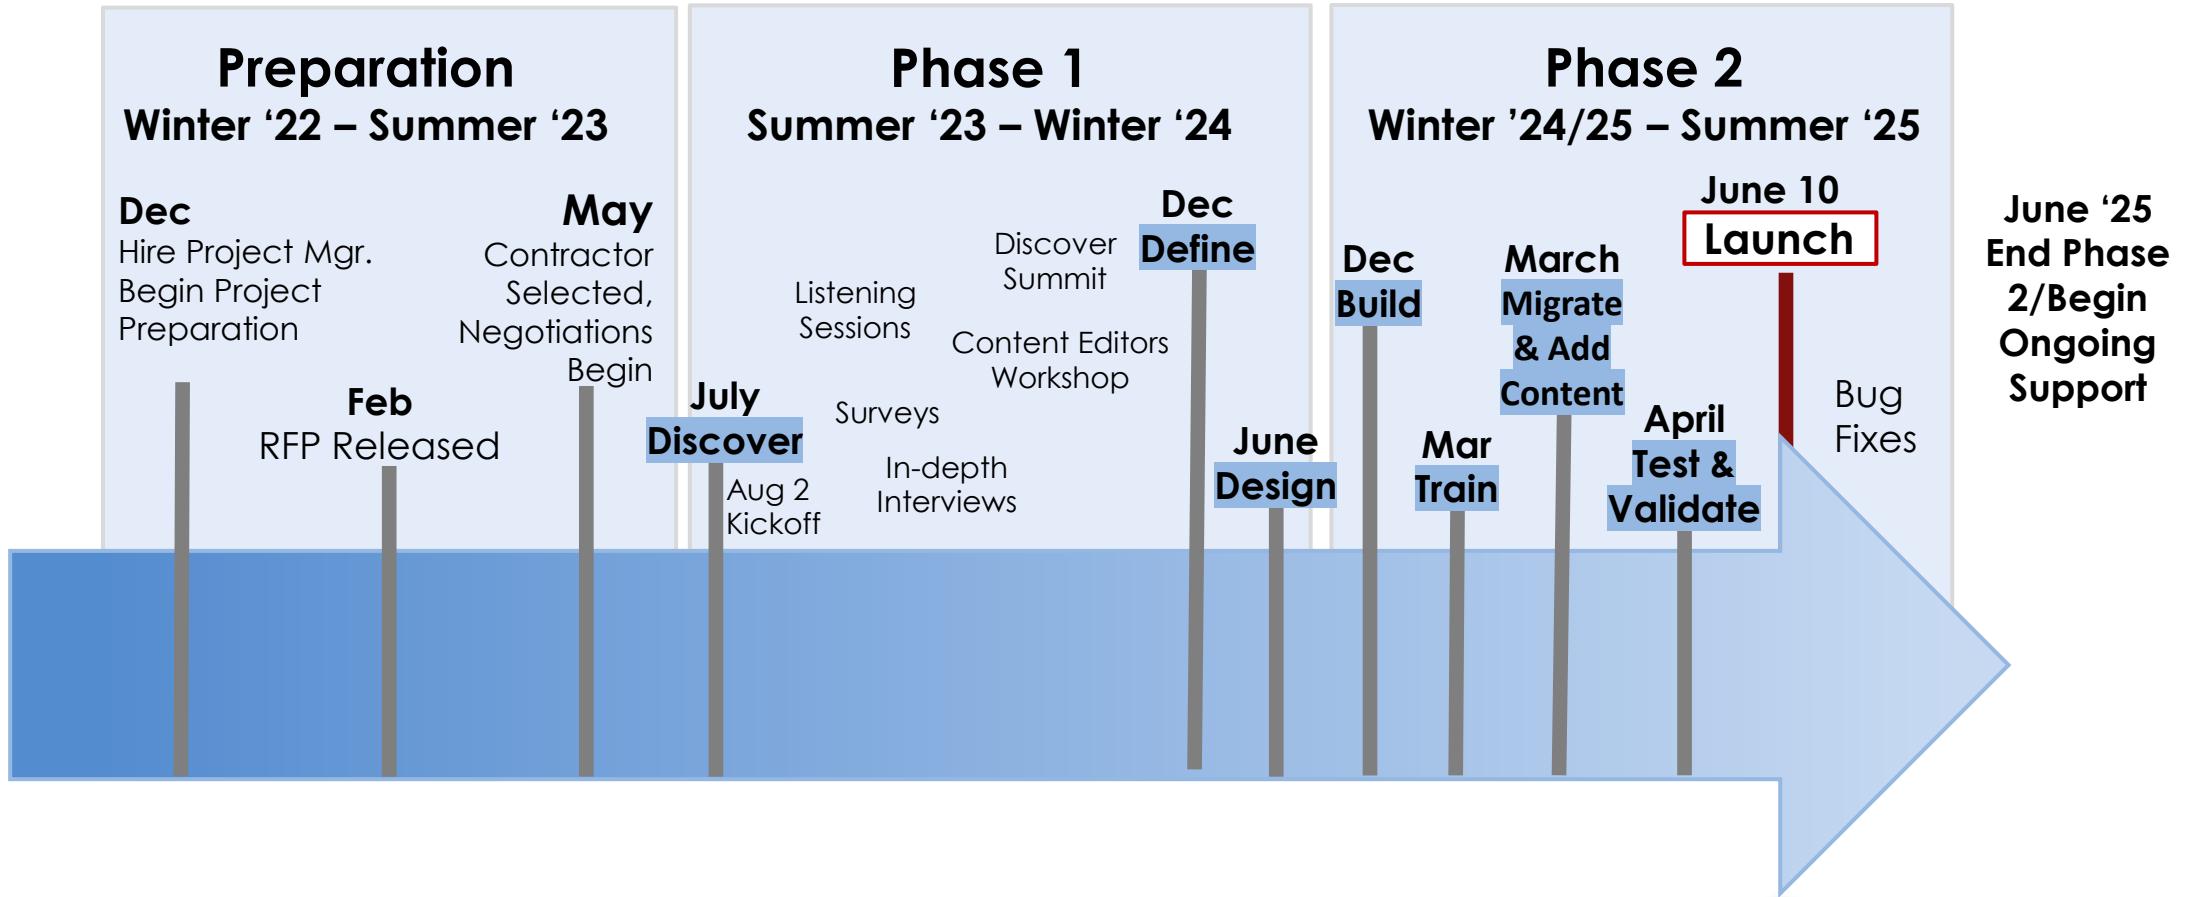 Preparation
Winter ‘22 – Summer ‘23
Dec
Hire Project Mgr.
Begin Project
Preparation
Feb
RFP Released
May
Contractor
Selected,
Negotiations
Begin
Phase 1
Summer ‘23 – Winter ‘24
July
Discover
Aug 2
Kickoff
Listening
Sessions
Surveys
In-depth
Interviews
Discover
Summit
Content Editors
Workshop
Dec
Define
June
Design
Phase 2
Winter ’24/25 – Summer ‘25
Dec
Build
Mar
Train
March
Migrate
& Add
Content
April
Test &
Validate
June 10
Launch
Bug
Fixes
June ‘25
End Phase
2/Begin
Ongoing
Support